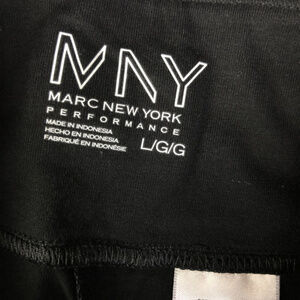 MNY
MARC NEW YORK
PERFORMANCE
MADE IN INDONESIA
HECHO EN INDONESIA
FABRIQUÉ EN INDONÉSIE
L/G/G